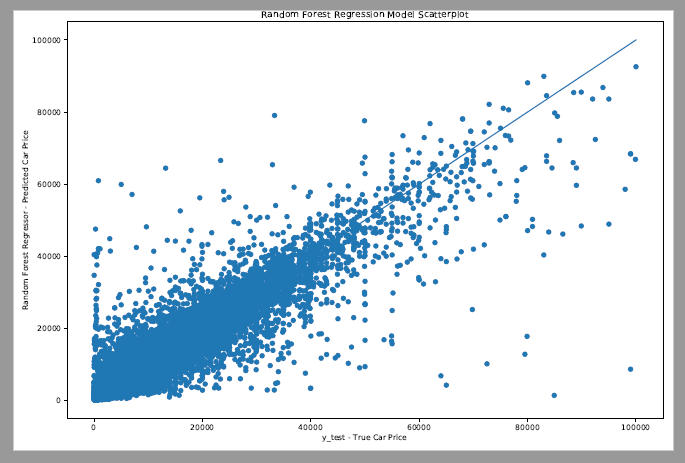 Random Forest Regression Model Scatterplot
100000
80000
60000
40000
20000
0
Random Forest Regressor - Predicted Car Price
0 20000 40000 60000 80000 100000
y_test - True Car Price